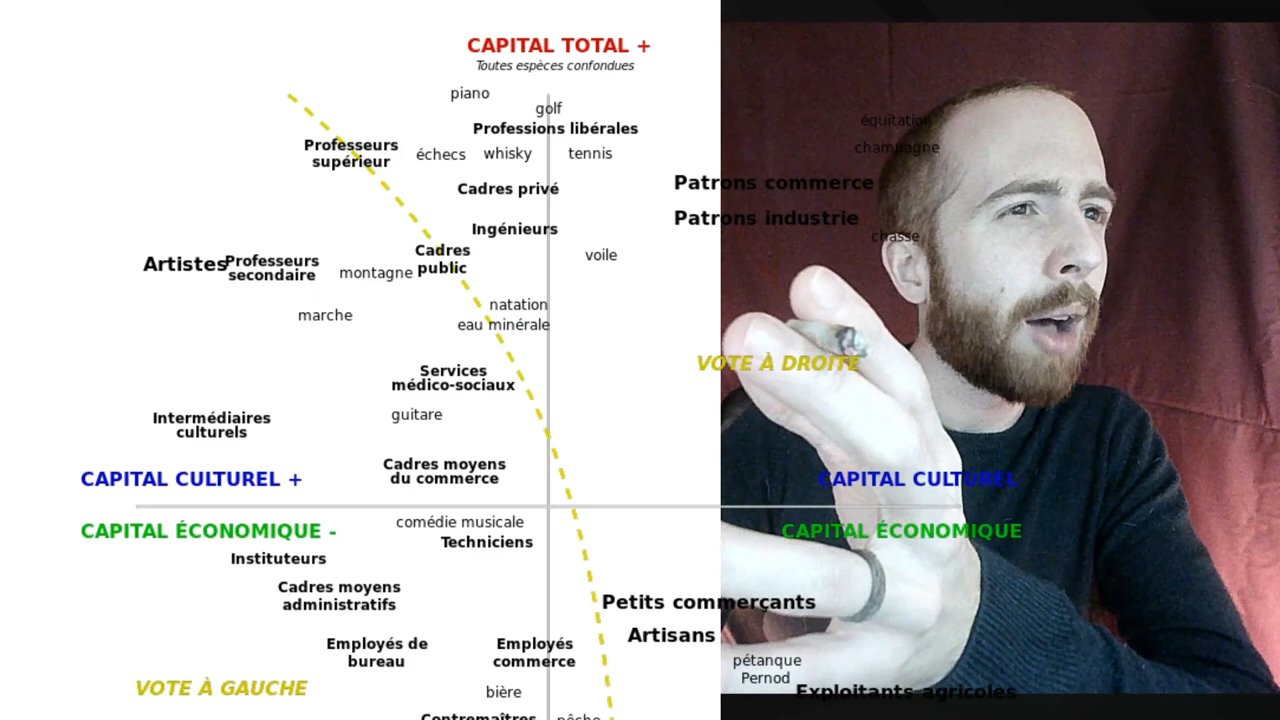 CAPITAL TOTAL +
Toutes espèces confondues
piano
golf
Professions libérales
équitation
Professeurs
supérieur
échecs
whisky
tennis
champagne
Cadres privé
Patrons commerce
Patrons industrie
Ingénieurs
chasse
Cadres
public
voile
Artistes
Professeurs
secondaire
montagne
natation
marche
eau minérale
VOTE À DROITE
Services
médico-sociaux
guitare
Intermédiaires
culturels
Cadres moyens
du commerce
CAPITAL CULTUREL +
CAPITAL CULTUREL
CAPITAL ÉCONOMIQUE -
CAPITAL ÉCONOMIQUE
comédie musicale
Techniciens
Instituteurs
Cadres moyens
administratifs
Petits commerçants
Artisans
Employés de
bureau
Employés
commerce
pétanque
Pernod
VOTE À GAUCHE
bière
Exploitants agricoles
Contremaîtres
pêche